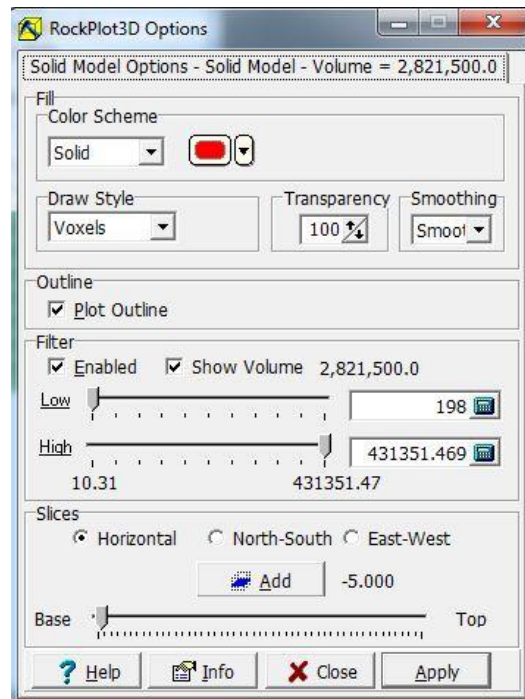 RockPlot3D Options
Solid Model Options - Solid Model - Volume = 2,821,500.0
Fill
Color Scheme
Solid
Draw Style Transparency Smoothing
Voxels 100 Smoot
Outline
Plot Outline
Filter
Enabled Show Volume 2,821,500.0
Low 198
High 431351.469
10.31 431351.47
Slices
Horizontal North-South East-West
Add -5.000
Base Top
? Help Info Close Apply